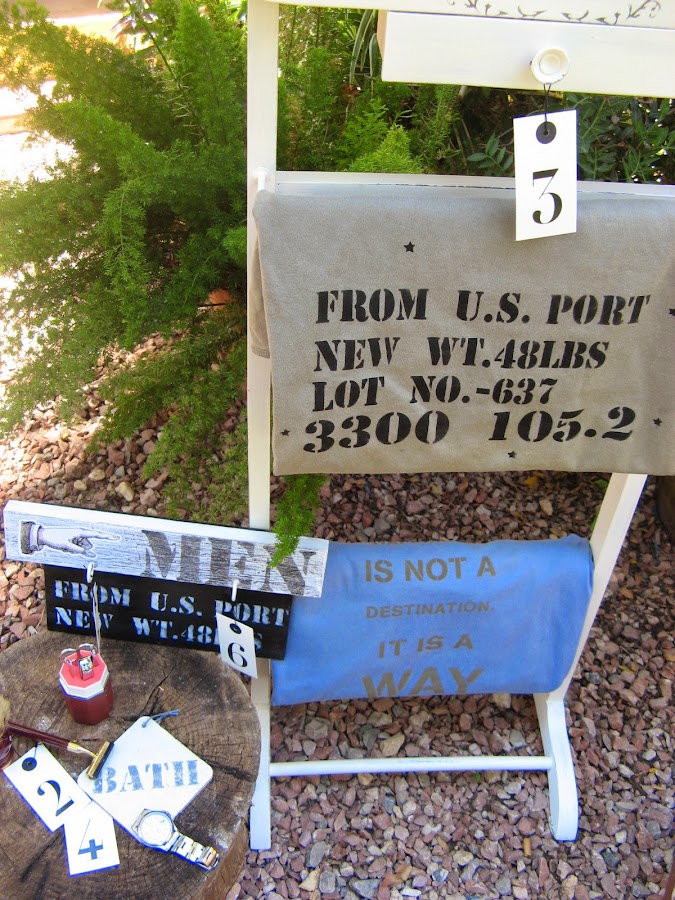 3
FROM U.S. PORT
NEW WT.48LBS
LOT NO.-637
3300 105.2
MEN
FROM U.S. PORT
NEW WT.48LBS
6
IS NOT A
DESTINATION.
IT IS A
WAY
BATH
2
4